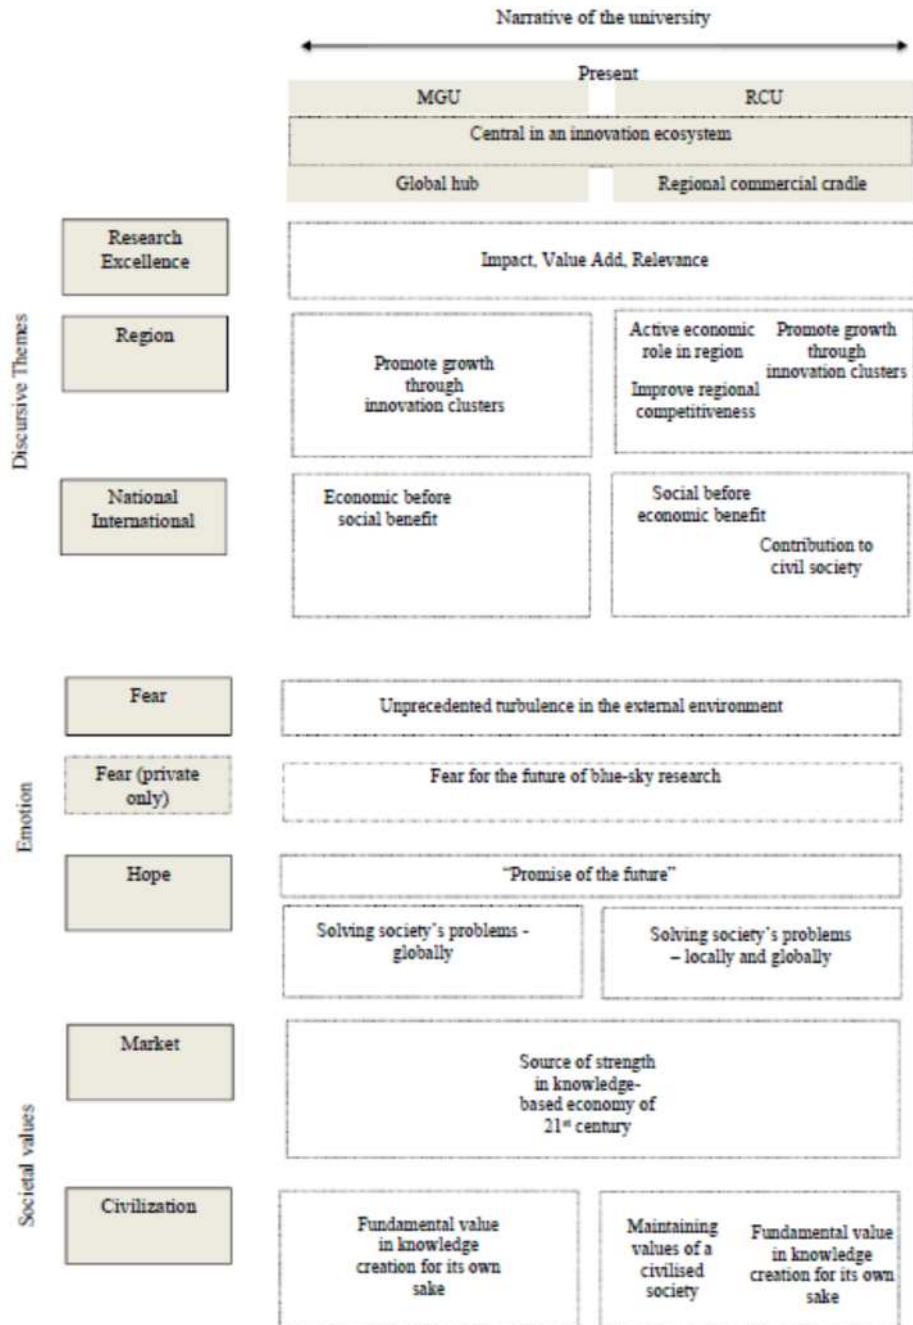 Narrative of the university
Present
MGU
RCU
Central in an innovation ecosystem
Global hub
Regional commercial cradle
Discursive Themes
Research
Excellence
Impact, Value Add, Relevance
Region
Promote growth
through
innovation clusters
Active economic
role in region
Improve regional
competitiveness
Promote growth
through
innovation clusters
National
International
Economic before
social benefit
Social before
economic benefit
Contribution to
civil society
Emotion
Fear
Unprecedented turbulence in the external environment
Fear (private
only)
Fear for the future of blue-sky research
Hope
“Promise of the future”
Solving society’s problems -
globally
Solving society’s problems
– locally and globally
Societal values
Market
Source of strength
in knowledge-
based economy of
21st century
Civilization
Fundamental value
in knowledge
creation for its own
sake
Maintaining
values of a
civilised
society
Fundamental value
in knowledge
creation for its own
sake